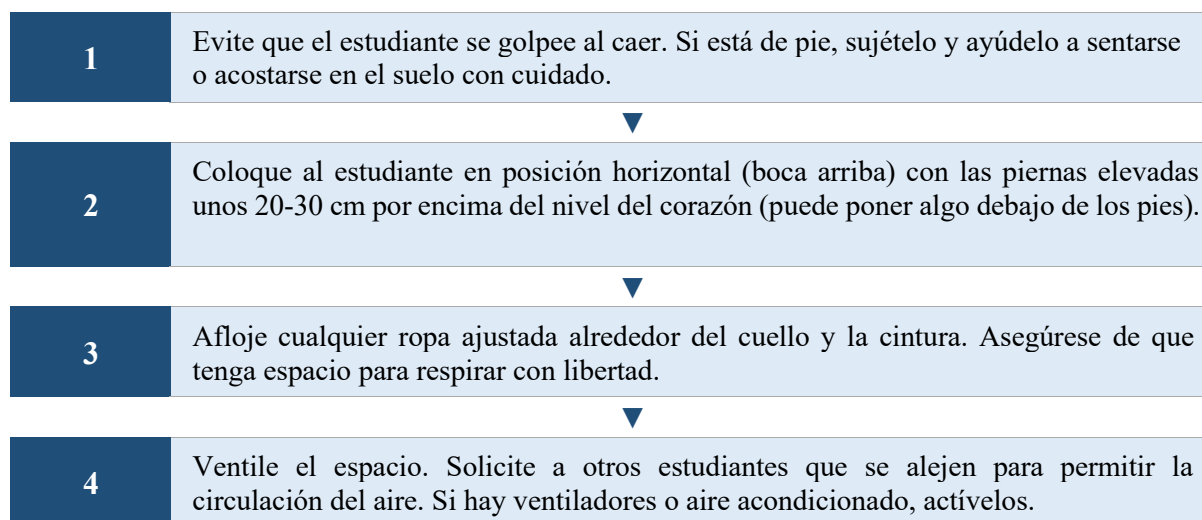 1
Evite que el estudiante se golpee al caer. Si está de pie, sujételo y ayúdelo a sentarse
o acostarse en el suelo con cuidado.
▼
2
Coloque al estudiante en posición horizontal (boca arriba) con las piernas elevadas
unos 20-30 cm por encima del nivel del corazón (puede poner algo debajo de los pies).
▼
3
Afloje cualquier ropa ajustada alrededor del cuello y la cintura. Asegúrese de que
tenga espacio para respirar con libertad.
▼
4
Ventile el espacio. Solicite a otros estudiantes que se alejen para permitir la
circulación del aire. Si hay ventiladores o aire acondicionado, actívelos.